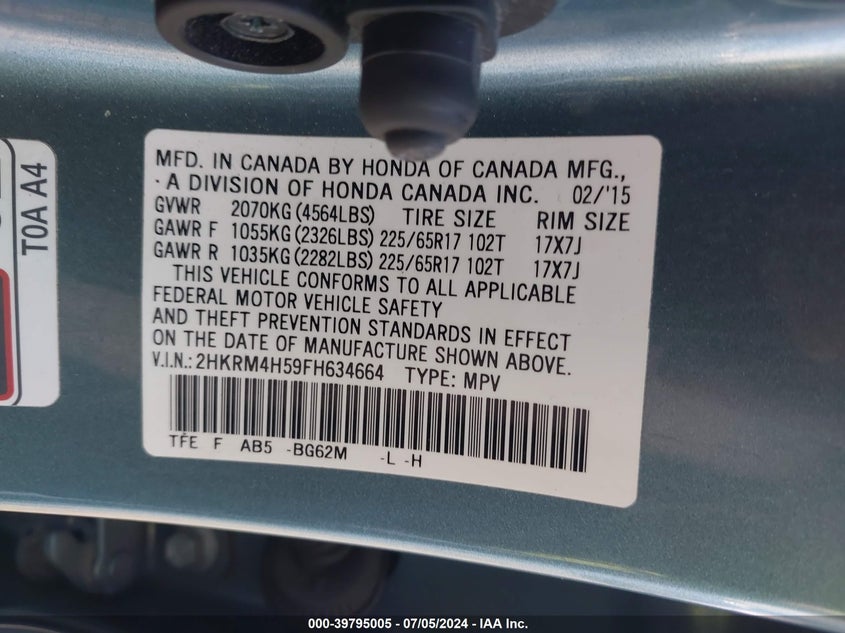 MFD. IN CANADA BY HONDA OF CANADA MFG.,
A DIVISION OF HONDA CANADA INC. 02/'15
GVWR 2070KG (4564LBS) TIRE SIZE RIM SIZE
GAWR F 1055KG (2326LBS) 225/65R17 102T 17X7J
GAWR R 1035KG (2282LBS) 225/65R17 102T 17X7J
THIS VEHICLE CONFORMS TO ALL APPLICABLE
FEDERAL MOTOR VEHICLE SAFETY
AND THEFT PREVENTION STANDARDS IN EFFECT
ON THE DATE OF MANUFACTURE SHOWN ABOVE.
V.I.N.: 2HKRM4H59FH634664 TYPE: MPV
TFE F AB5 -BG62M -L -H
T0A A4
000-39795005 - 07/05/2024 - IAA Inc.